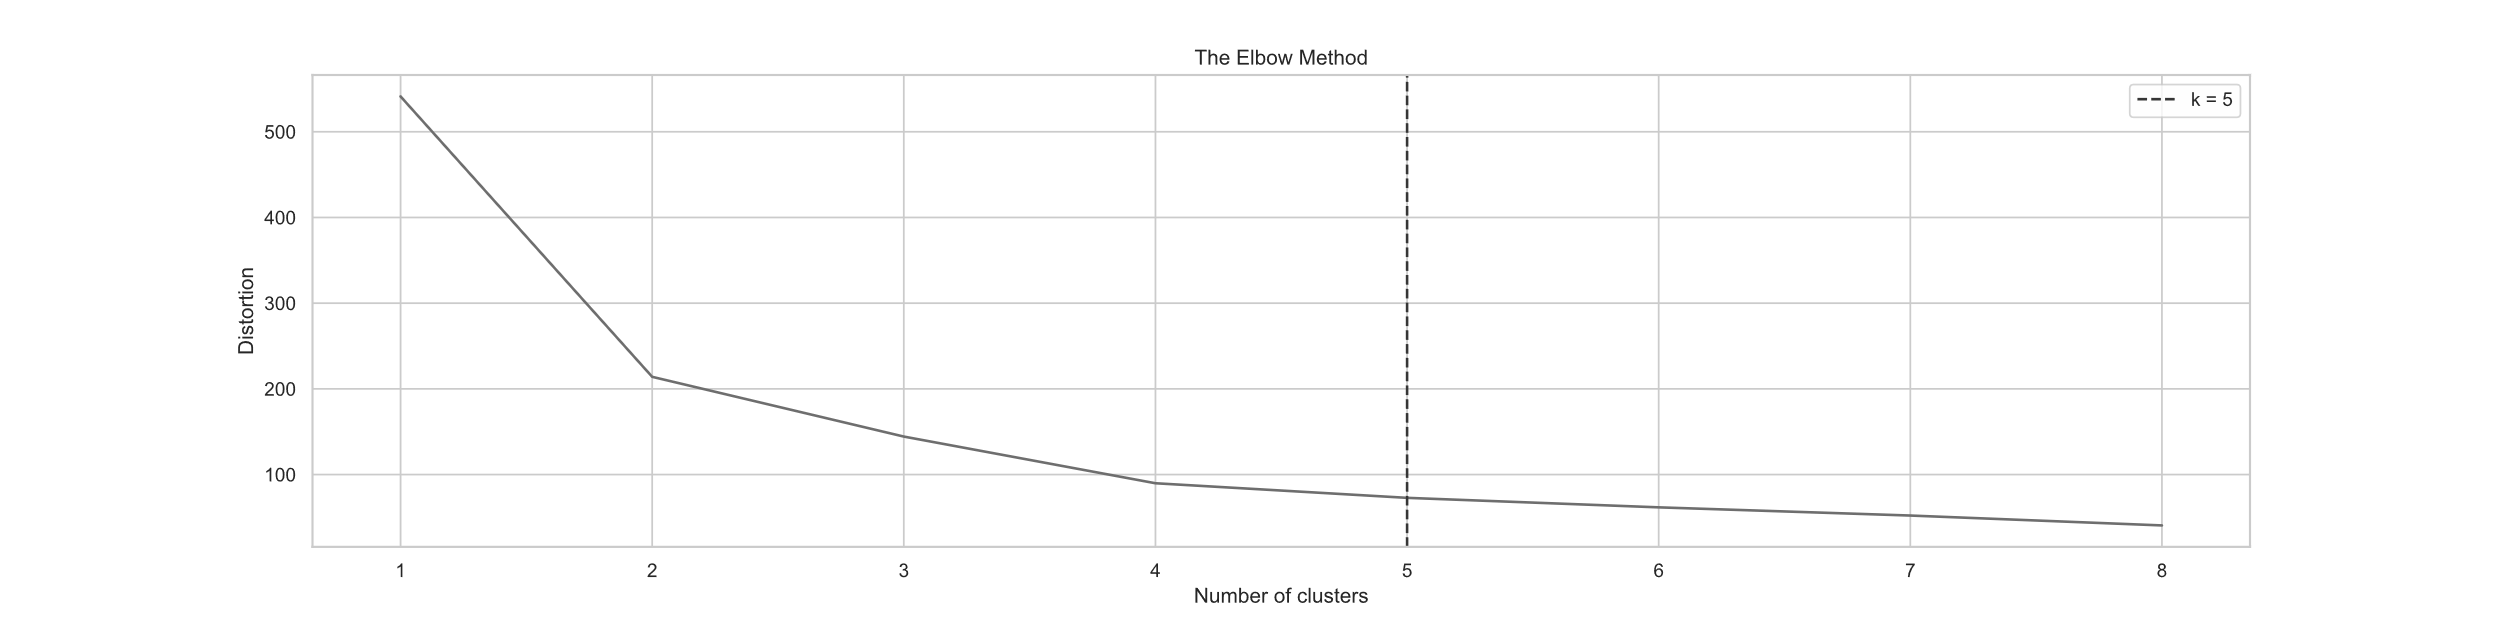 The Elbow Method
k = 5
500
400
300
200
100
Distortion
1 2 3 4 5 6 7 8
Number of clusters